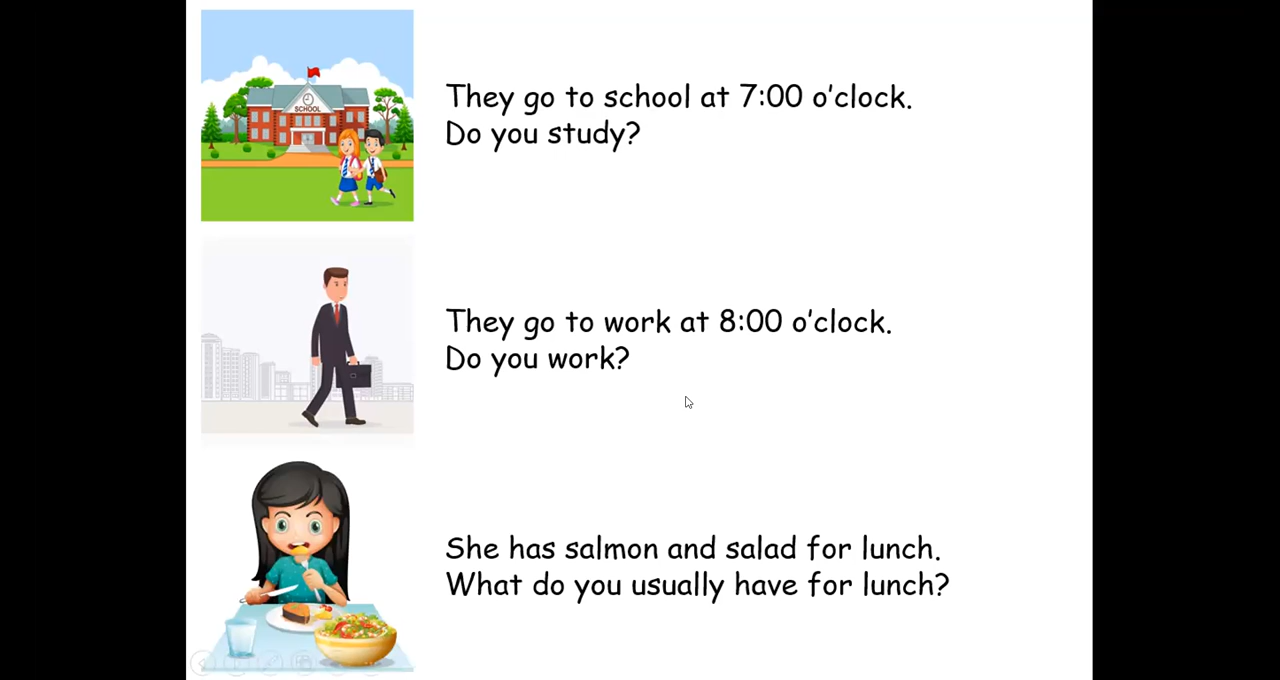 SCHOOL
They go to school at 7:00 o’clock.
Do you study?
They go to work at 8:00 o’clock.
Do you work?
She has salmon and salad for lunch.
What do you usually have for lunch?